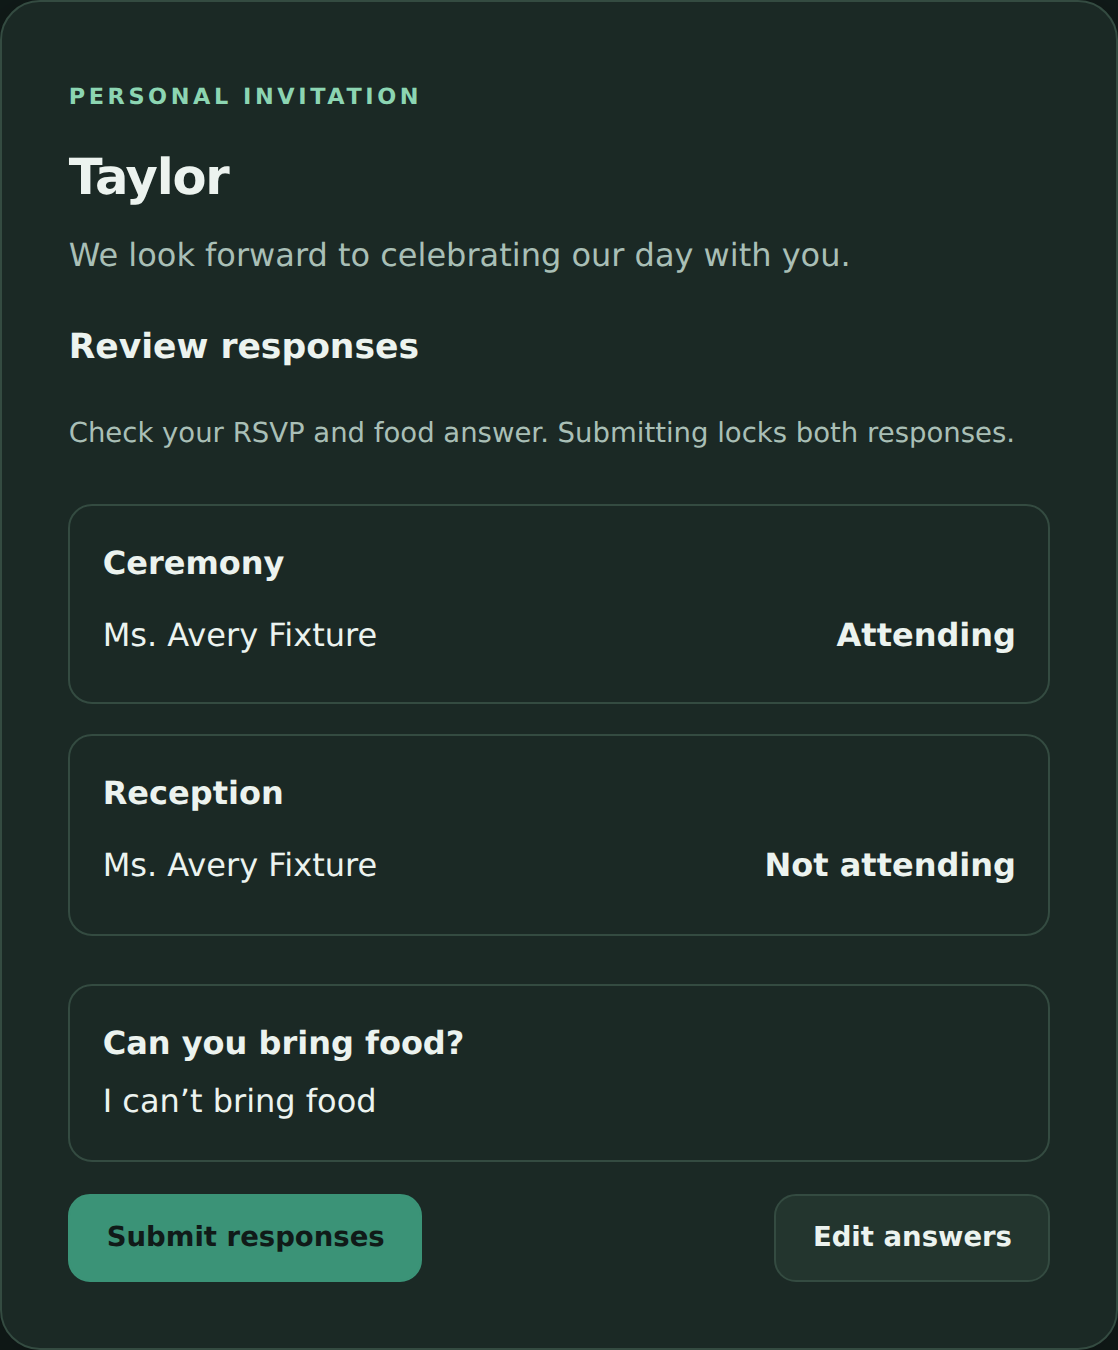 PERSONAL INVITATION
Taylor
We look forward to celebrating our day with you.
Review responses
Check your RSVP and food answer. Submitting locks both responses.
Ceremony
Ms. Avery Fixture Attending
Reception
Ms. Avery Fixture Not attending
Can you bring food?
I can’t bring food
Submit responses Edit answers